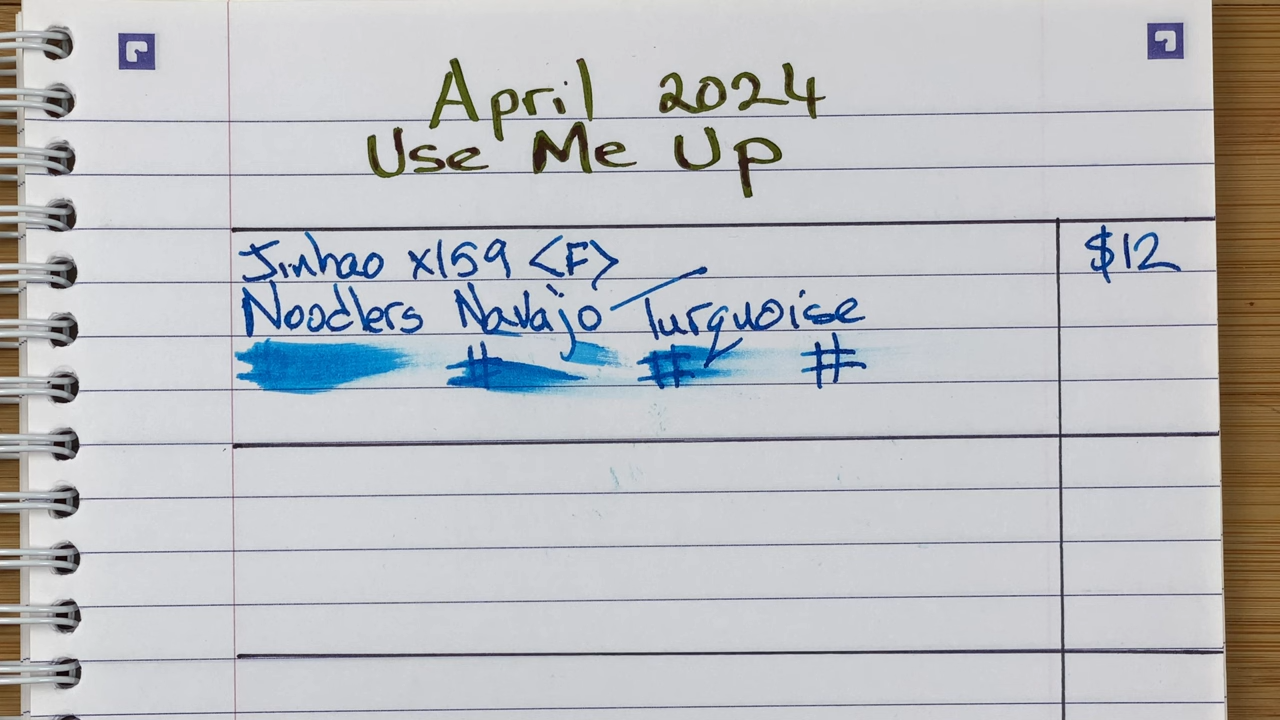 April 2024
Use Me Up
Jinhao x159 <F> $12
Noodlers Navajo Turquoise
# # #